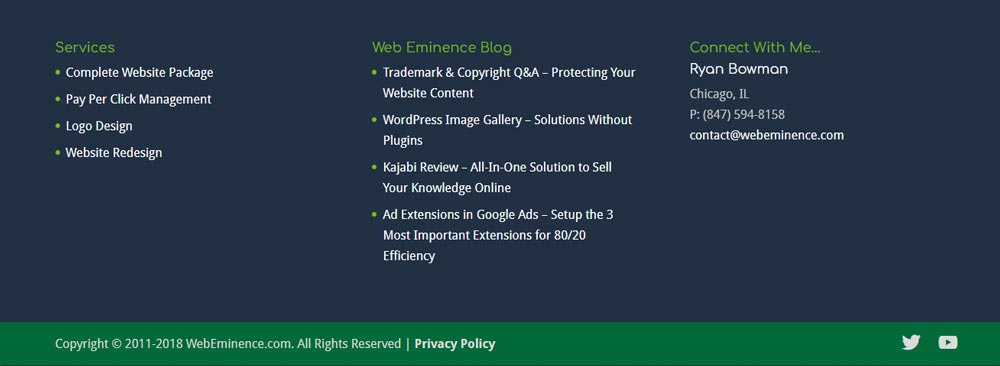 Services
Complete Website Package
Pay Per Click Management
Logo Design
Website Redesign
Web Eminence Blog
Trademark & Copyright Q&A – Protecting Your
Website Content
WordPress Image Gallery – Solutions Without
Plugins
Kajabi Review – All-In-One Solution to Sell
Your Knowledge Online
Ad Extensions in Google Ads – Setup the 3
Most Important Extensions for 80/20
Efficiency
Connect With Me...
Ryan Bowman
Chicago, IL
P: (847) 594-8158
contact@webeminence.com
Copyright © 2011-2018 WebEminence.com. All Rights Reserved | Privacy Policy